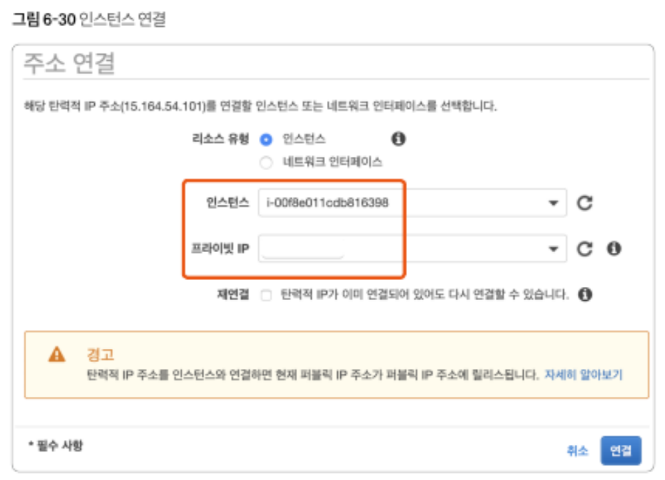 그림 6-30 인스턴스 연결
주소 연결
해당 탄력적 IP 주소(15.164.54.101)를 연결할 인스턴스 또는 네트워크 인터페이스를 선택합니다.
리소스 유형 인스턴스
네트워크 인터페이스
인스턴스 i-00f8e011cdb816398
프라이빗 IP
재연결 탄력적 IP가 이미 연결되어 있어도 다시 연결할 수 있습니다.
경고
탄력적 IP 주소를 인스턴스와 연결하면 현재 퍼블릭 IP 주소가 퍼블릭 IP 주소에 릴리스됩니다. 자세히 알아보기
* 필수 사항
취소 연결